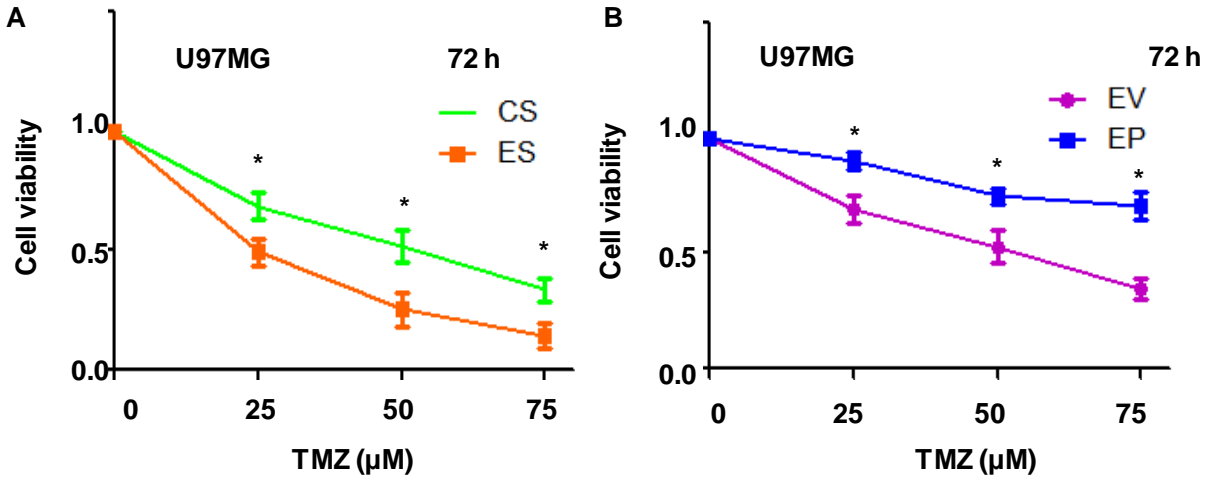 A
U97MG
72 h
CS
ES
Cell viability
1.0
0.5
0.0
*
*
*
0
25
50
75
TMZ (μM)
B
U97MG
72 h
EV
EP
Cell viability
1.0
0.5
0.0
*
*
*
0
25
50
75
TMZ (μM)